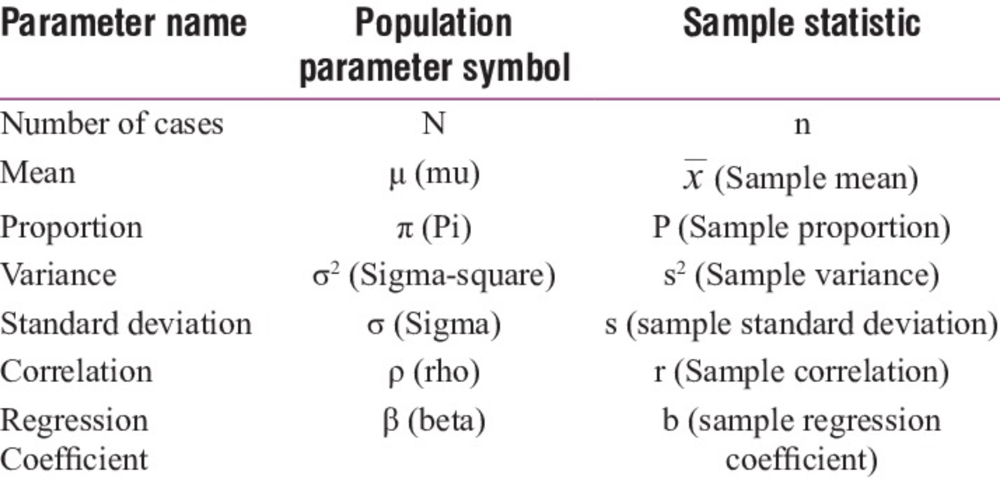 Parameter name Population Sample statistic
parameter symbol
Number of cases N n
Mean μ (mu) x̅ (Sample mean)
Proportion π (Pi) P (Sample proportion)
Variance σ² (Sigma-square) s² (Sample variance)
Standard deviation σ (Sigma) s (sample standard deviation)
Correlation ρ (rho) r (Sample correlation)
Regression β (beta) b (sample regression
Coefficient coefficient)